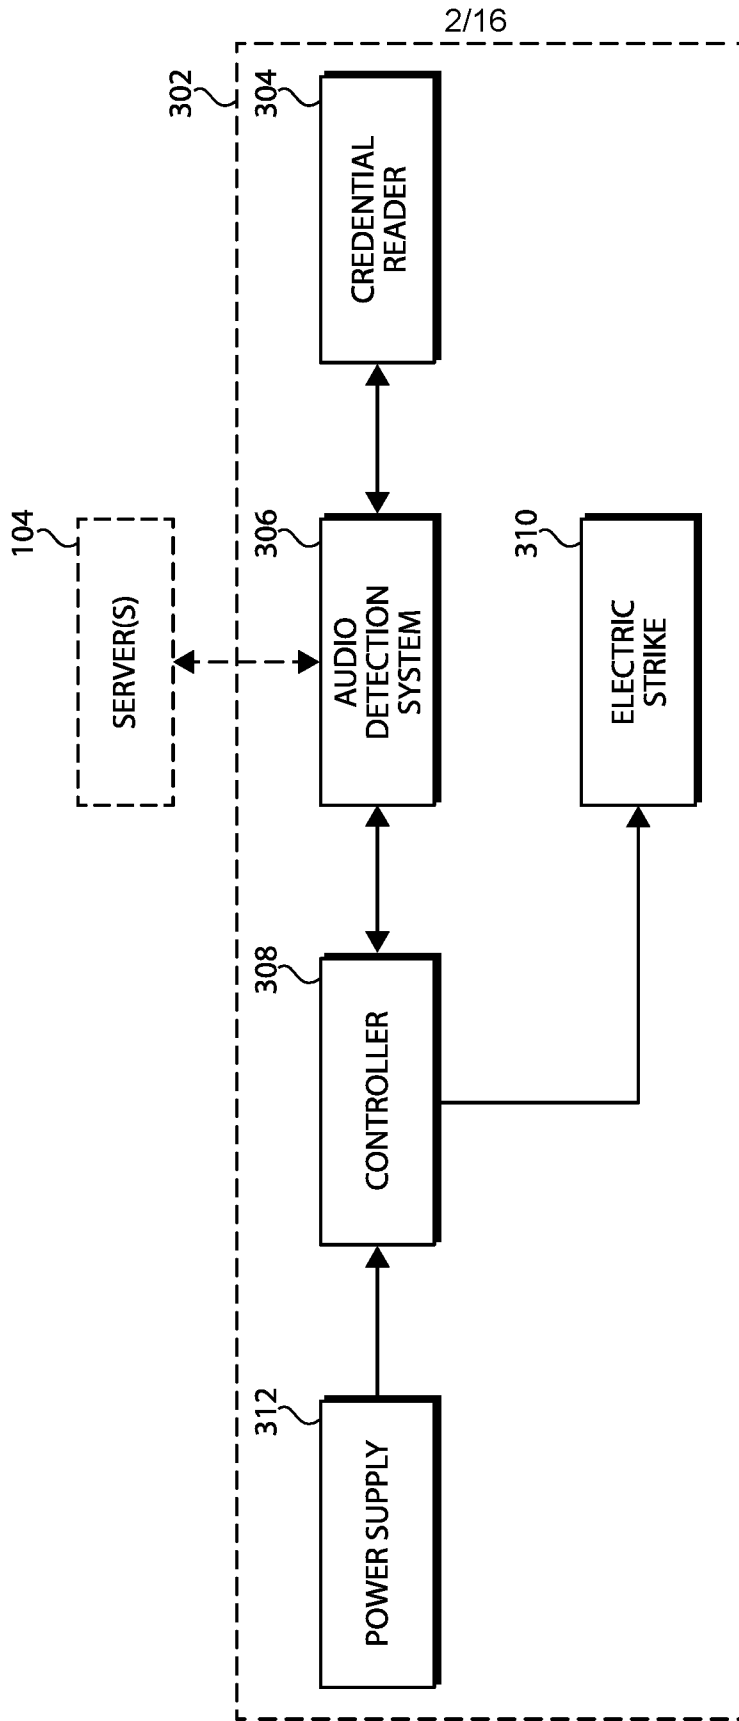 2/16
302
304
CREDENTIAL
READER
104
SERVER(S)
306
AUDIO
DETECTION
SYSTEM
310
ELECTRIC
STRIKE
308
CONTROLLER
312
POWER SUPPLY